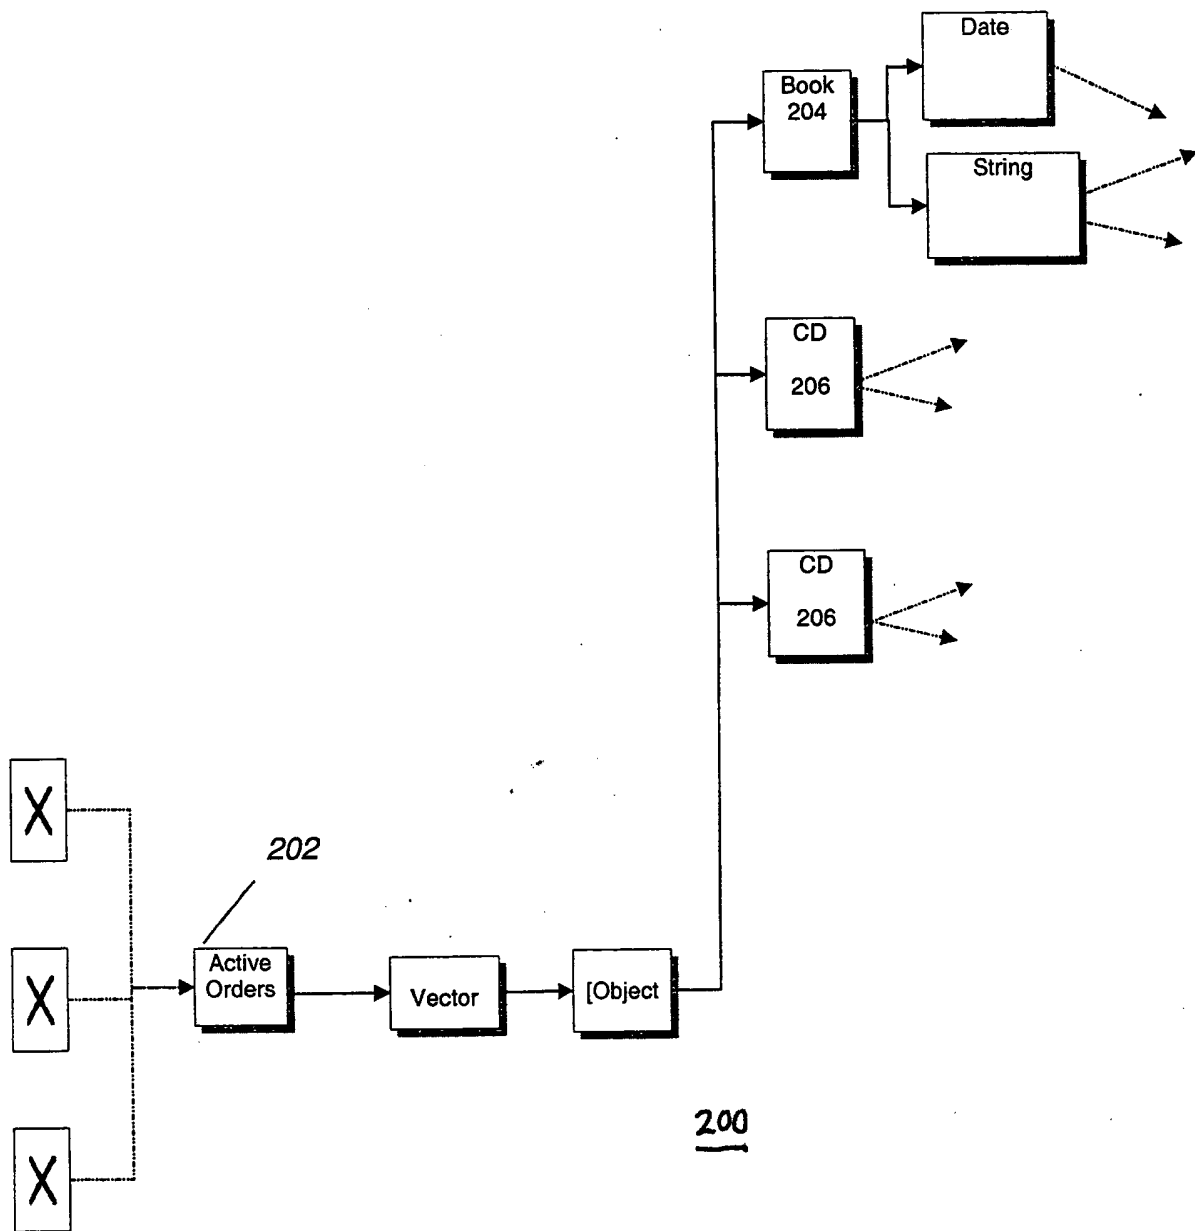 Date
Book
204
String
CD
206
CD
206
X
202
Active
Orders
X
Vector
[Object
X
200